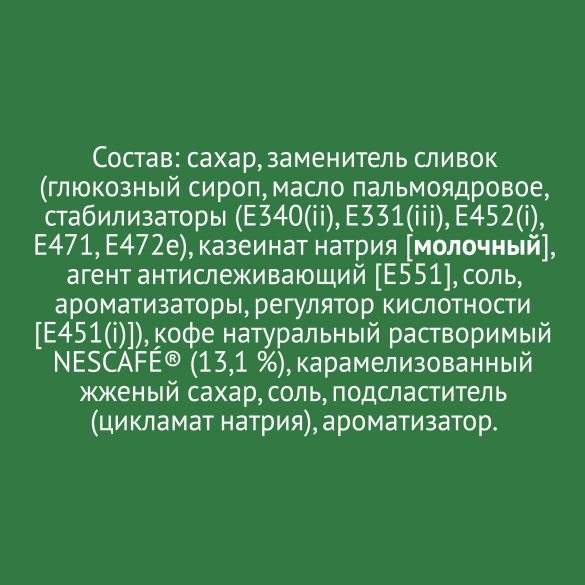 Состав: сахар, заменитель сливок
(глюкозный сироп, масло пальмоядровое,
стабилизаторы (E340(ii), E331(iii), E452(i),
E471, E472e), казеинат натрия [молочный],
агент антислеживающий [E551], соль,
ароматизаторы, регулятор кислотности
[E451(i)]), кофе натуральный растворимый
NESCAFÉ® (13,1 %), карамелизованный
жженый сахар, соль, подсластитель
(цикламат натрия), ароматизатор.